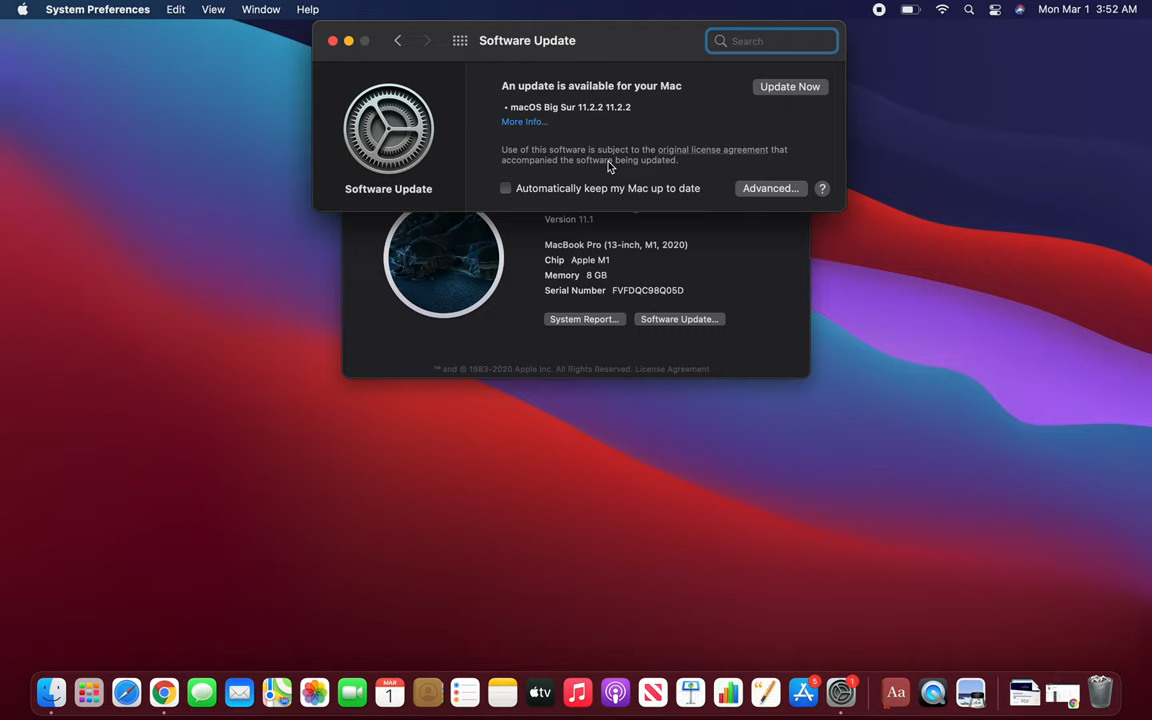 System Preferences Edit View Window Help Mon Mar 1 3:52 AM
Software Update
Search
An update is available for your Mac
Update Now
• macOS Big Sur 11.2.2 11.2.2
More Info...
Use of this software is subject to the original license agreement that
accompanied the software being updated.
Software Update
Automatically keep my Mac up to date
Advanced...
?
Version 11.1
MacBook Pro (13-inch, M1, 2020)
Chip Apple M1
Memory 8 GB
Serial Number FVFDQC98Q05D
System Report...
Software Update...
™ and © 1983-2020 Apple Inc. All Rights Reserved. License Agreement
MAR
1
tv
5
1
Aa
PDF